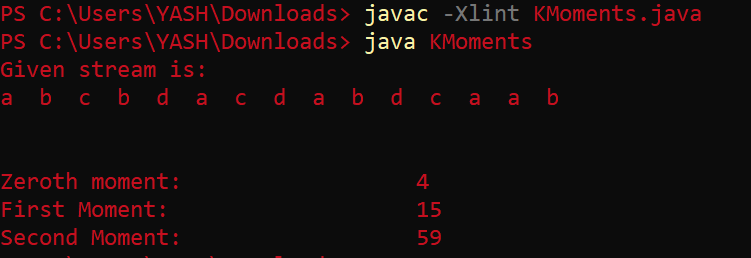 PS C:\Users\YASH\Downloads> javac -Xlint KMoments.java
PS C:\Users\YASH\Downloads> java KMoments
Given stream is:
a b c b d a c d a b d c a a b
Zeroth moment: 4
First Moment: 15
Second Moment: 59